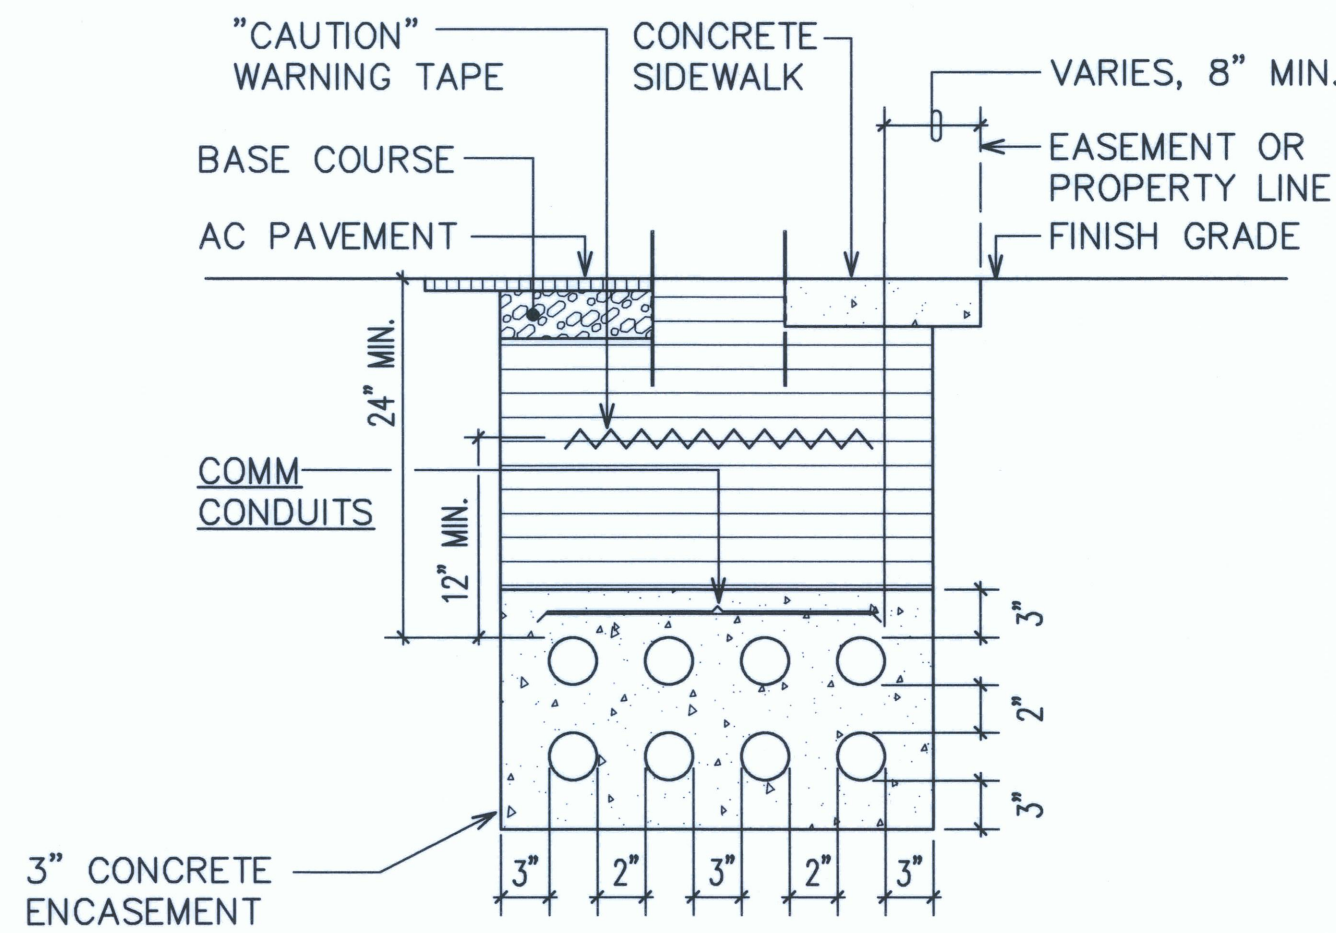 ”CAUTION”
WARNING TAPE
CONCRETE
SIDEWALK
VARIES, 8” MIN.
BASE COURSE
EASEMENT OR
PROPERTY LINE
AC PAVEMENT
FINISH GRADE
24” MIN.
COMM
CONDUITS
12” MIN.
3”
2”
3”
3” CONCRETE
ENCASEMENT
3”
2”
3”
2”
3”